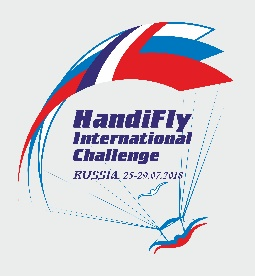 HandiFly
International
Challenge
RUSSIA, 25-29.07.2018